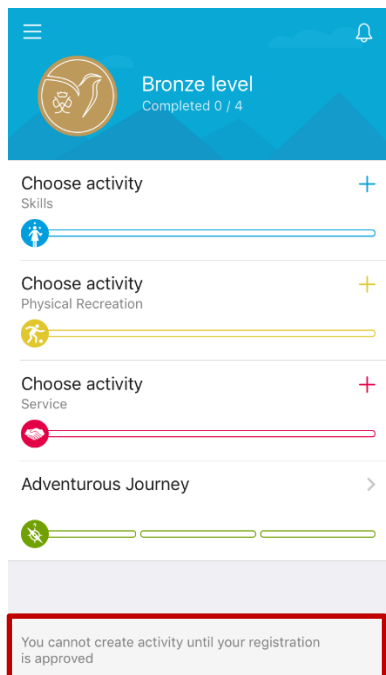 Bronze level
Completed 0 / 4
Choose activity
Skills
Choose activity
Physical Recreation
Choose activity
Service
Adventurous Journey
You cannot create activity until your registration
is approved